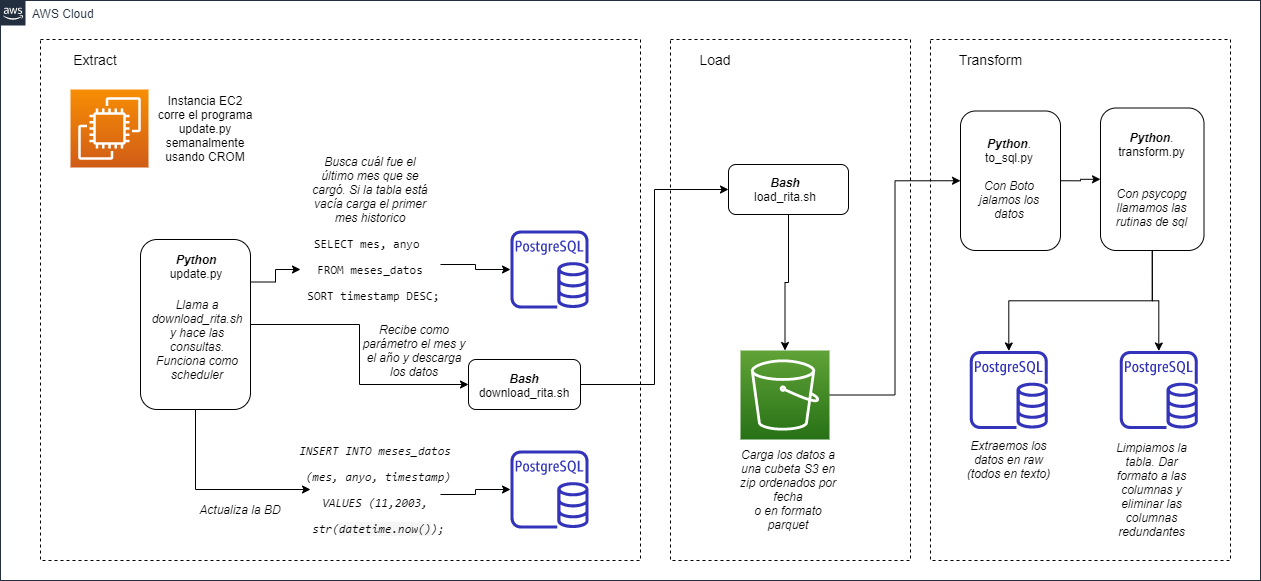 aws
AWS Cloud
Extract
Instancia EC2
corre el programa
update.py
semanalmente
usando CROM
Busca cuál fue el
último mes que se
cargó. Si la tabla está
vacía carga el primer
mes historico
SELECT mes, anyo
FROM meses_datos
SORT timestamp DESC;
PostgreSQL
Python
update.py
Llama a
download_rita.sh
y hace las
consultas.
Funciona como
scheduler
Recibe como
parámetro el mes y
el año y descarga
los datos
Bash
download_rita.sh
Actualiza la BD
INSERT INTO meses_datos
(mes, anyo, timestamp)
VALUES (11,2003,
str(datetime.now());
PostgreSQL
Load
Bash
load_rita.sh
Carga los datos a
una cubeta S3 en
zip ordenados por
fecha
o en formato
parquet
Transform
Python.
to_sql.py
Con Boto
jalamos los
datos
Python.
transform.py
Con psycopg
llamamos las
rutinas de sql
PostgreSQL
Extraemos los
datos en raw
(todos en texto)
PostgreSQL
Limpiamos la
tabla. Dar
formato a las
columnas y
eliminar las
columnas
redundantes